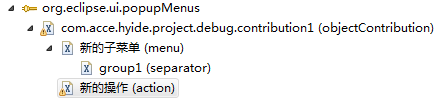 org.eclipse.ui.popupMenus
com.acce.hyide.project.debug.contribution1 (objectContribution)
新的子菜单 (menu)
group1 (separator)
新的操作 (action)